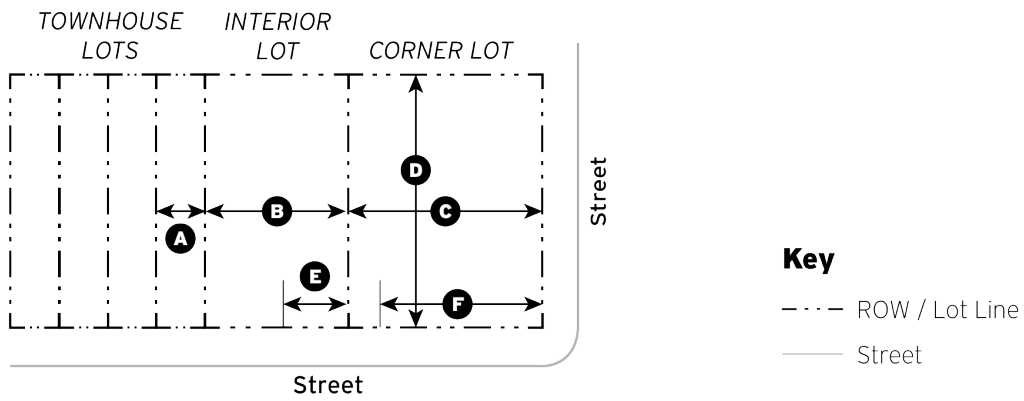 TOWNHOUSE
LOTS
INTERIOR
LOT
CORNER LOT
D
B
C
A
E
F
Street
Street
Key
ROW / Lot Line
Street